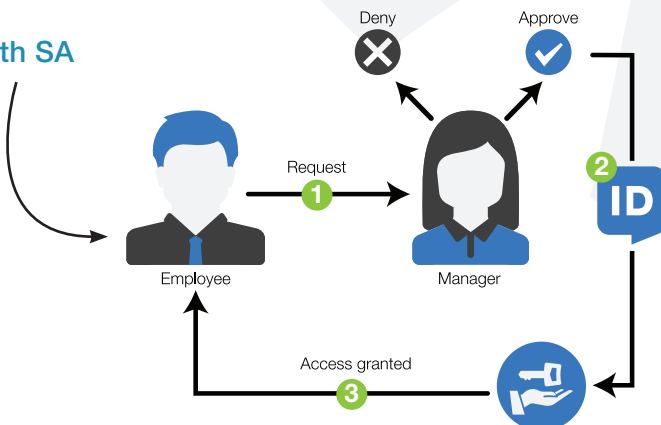 Deny
Approve
th SA
Request
1
2
ID
Employee
Manager
Access granted
3